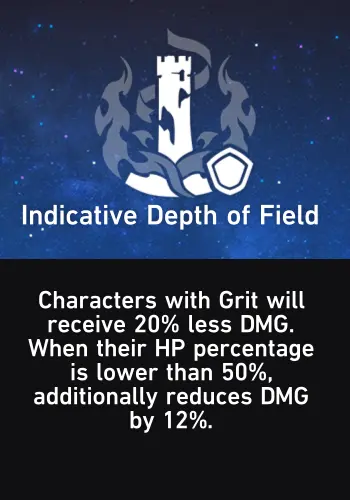 Indicative Depth of Field
Characters with Grit will
receive 20% less DMG.
When their HP percentage
is lower than 50%,
additionally reduces DMG
by 12%.